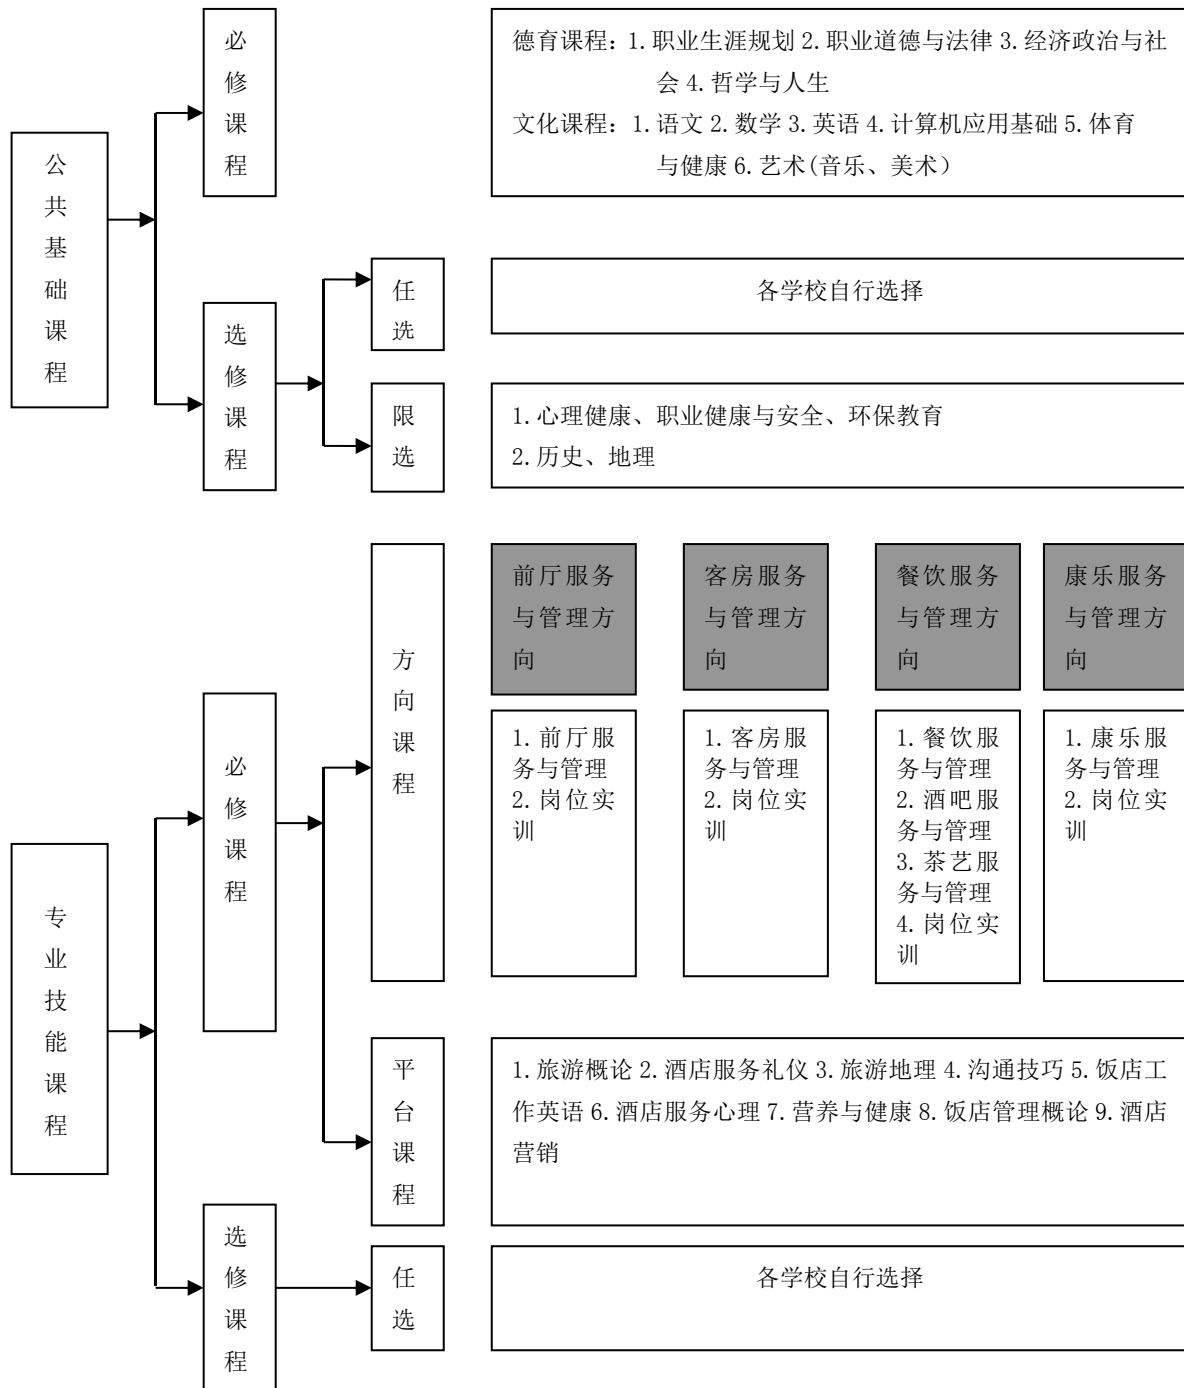 公共基础课程
必修课程
德育课程：1.职业生涯规划 2.职业道德与法律 3.经济政治与社
会 4.哲学与人生
文化课程：1.语文 2.数学 3.英语 4.计算机应用基础 5.体育
与健康 6.艺术(音乐、美术）
选修课程
任选
各学校自行选择
限选
1.心理健康、职业健康与安全、环保教育
2.历史、地理
专业技能课程
必修课程
方向课程
前厅服务
与管理方
向
1.前厅服
务与管理
2.岗位实
训
客房服务
与管理方
向
1.客房服
务与管理
2.岗位实
训
餐饮服务
与管理方
向
1.餐饮服
务与管理
2.酒吧服
务与管理
3.茶艺服
务与管理
4.岗位实
训
康乐服务
与管理方
向
1.康乐服
务与管理
2.岗位实
训
平台课程
1.旅游概论 2.酒店服务礼仪 3.旅游地理 4.沟通技巧 5.饭店工
作英语 6.酒店服务心理 7.营养与健康 8.饭店管理概论 9.酒店
营销
选修课程
任选
各学校自行选择